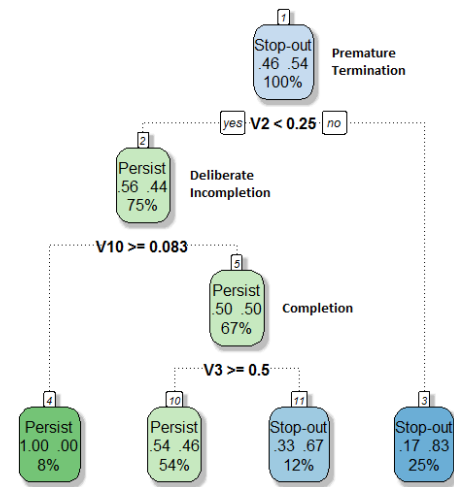 1
Stop-out
.46 .54
100%
Premature
Termination
yes V2 < 0.25 no
2
Persist
.56 .44
75%
Deliberate
Incompletion
V10 >= 0.083
5
Persist
.50 .50
67%
Completion
V3 >= 0.5
4
Persist
1.00 .00
8%
10
Persist
.54 .46
54%
11
Stop-out
.33 .67
12%
3
Stop-out
.17 .83
25%